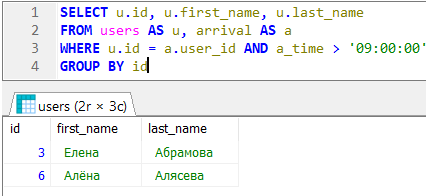 1 SELECT u.id, u.first_name, u.last_name
2 FROM users AS u, arrival AS a
3 WHERE u.id = a.user_id AND a_time > '09:00:00'
4 GROUP BY id
users (2r × 3c)
id first_name last_name
3 Елена Абрамова
6 Алёна Алясева